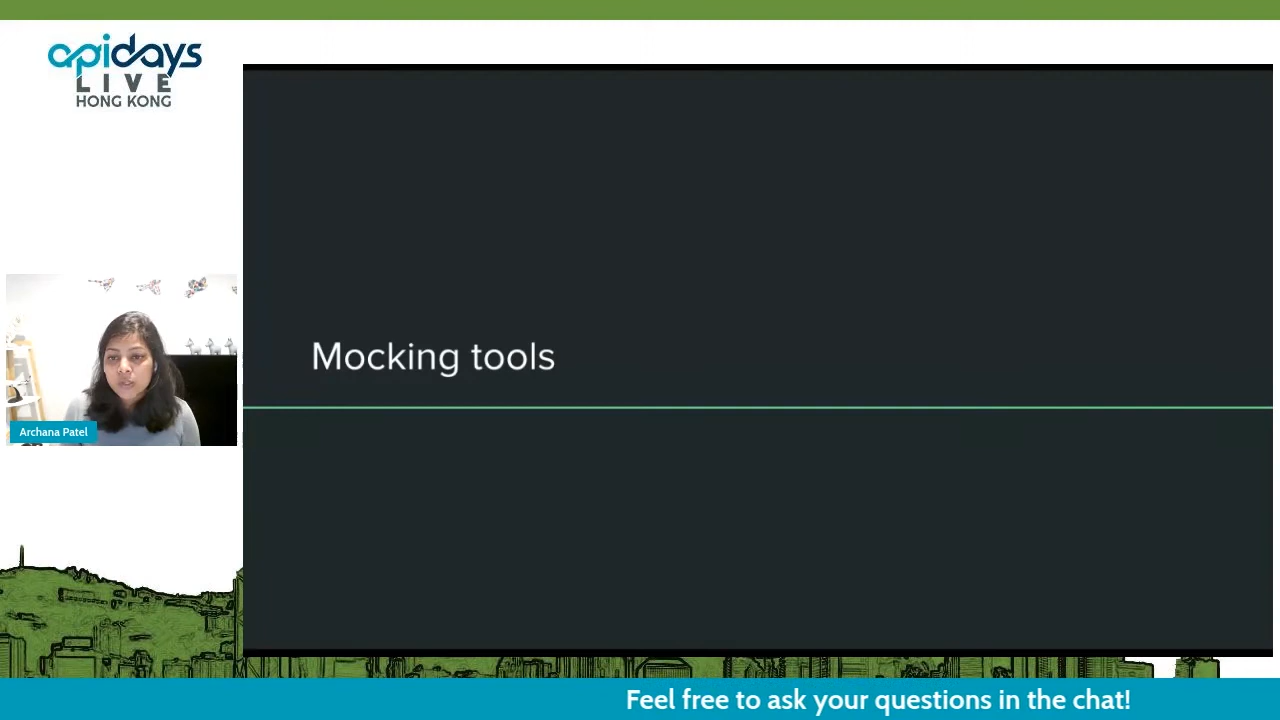 apidays
LIVE
HONG KONG
Mocking tools
Archana Patel
Feel free to ask your questions in the chat!